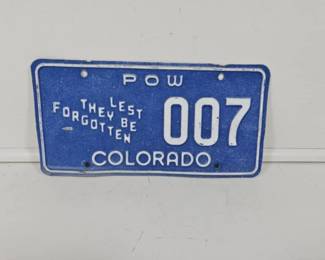 POW
LEST
THEY BE
FORGOTTEN
007
COLORADO